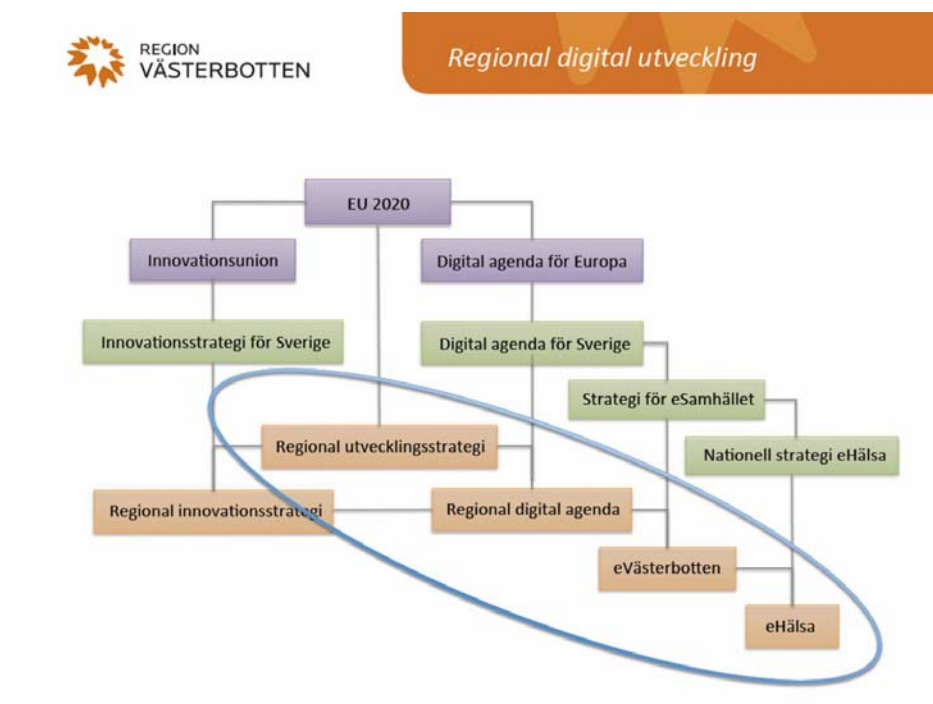 REGION
VÄSTERBOTTEN
Regional digital utveckling
EU 2020
Innovationsunion
Digital agenda för Europa
Innovationsstrategi för Sverige
Digital agenda för Sverige
Strategi för eSamhället
Regional utvecklingsstrategi
Nationell strategi eHälsa
Regional innovationsstrategi
Regional digital agenda
eVästerbotten
eHälsa